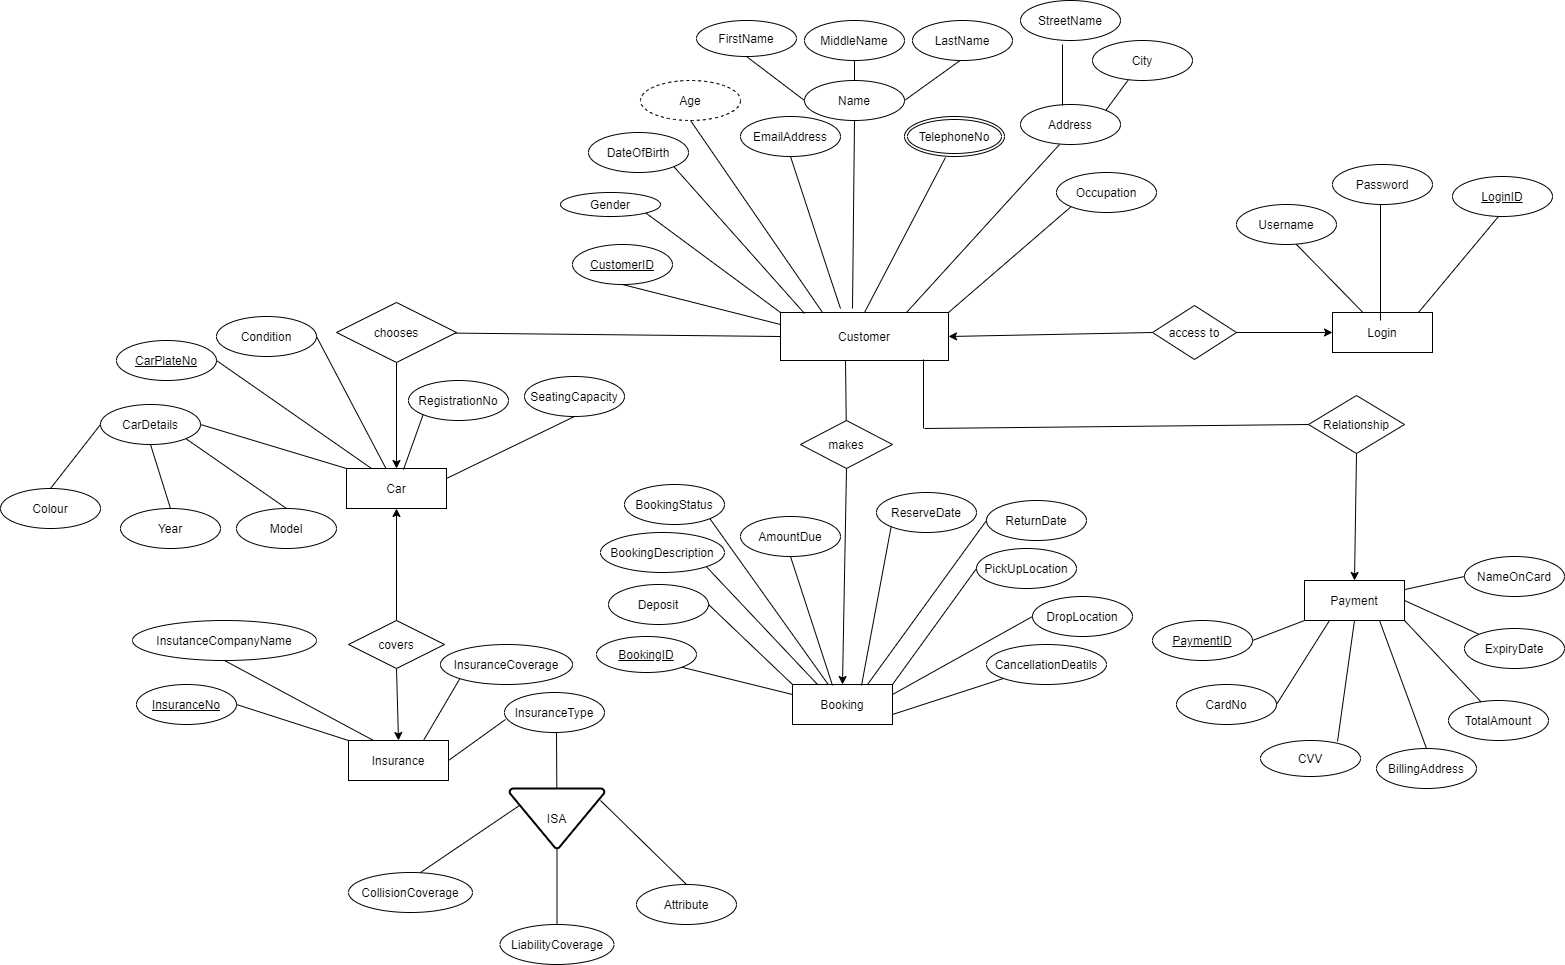 StreetName
FirstName
MiddleName
LastName
City
Age
Name
Address
EmailAddress
TelephoneNo
DateOfBirth
Password
Occupation
LoginID
Gender
Username
CustomerID
chooses
Condition
Customer
access to
Login
CarPlateNo
SeatingCapacity
RegistrationNo
CarDetails
Relationship
makes
Car
Colour
BookingStatus
ReserveDate
ReturnDate
Year
Model
AmountDue
BookingDescription
PickUpLocation
NameOnCard
Deposit
Payment
DropLocation
InsutanceCompanyName
covers
PaymentID
ExpiryDate
BookingID
InsuranceCoverage
CancellationDeatils
InsuranceNo
Booking
CardNo
InsuranceType
TotalAmount
Insurance
CVV
BillingAddress
ISA
CollisionCoverage
Attribute
LiabilityCoverage